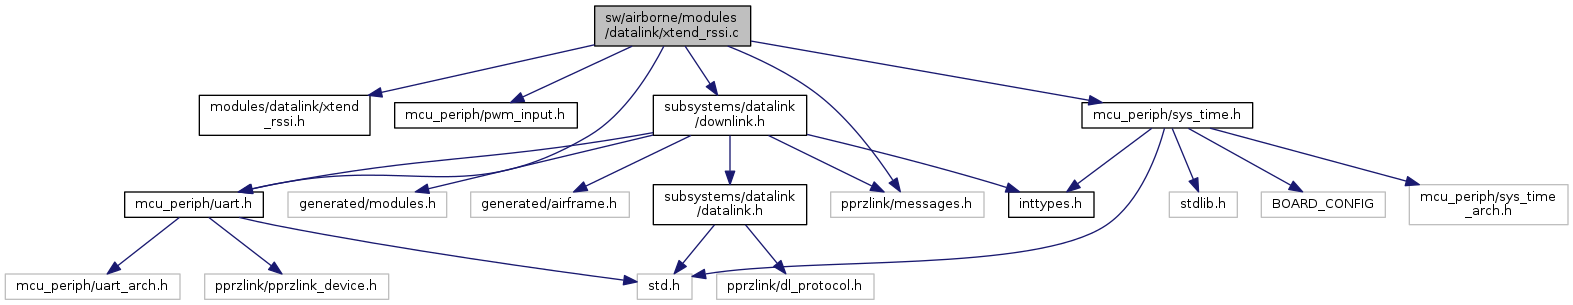 sw/airborne/modules
/datalink/xtend_rssi.c
modules/datalink/xtend
_rssi.h
mcu_periph/pwm_input.h
subsystems/datalink
/downlink.h
mcu_periph/sys_time.h
mcu_periph/uart.h
generated/modules.h
generated/airframe.h
subsystems/datalink
/datalink.h
pprzlink/messages.h
inttypes.h
stdlib.h
BOARD_CONFIG
mcu_periph/sys_time
_arch.h
mcu_periph/uart_arch.h
pprzlink/pprzlink_device.h
std.h
pprzlink/dl_protocol.h